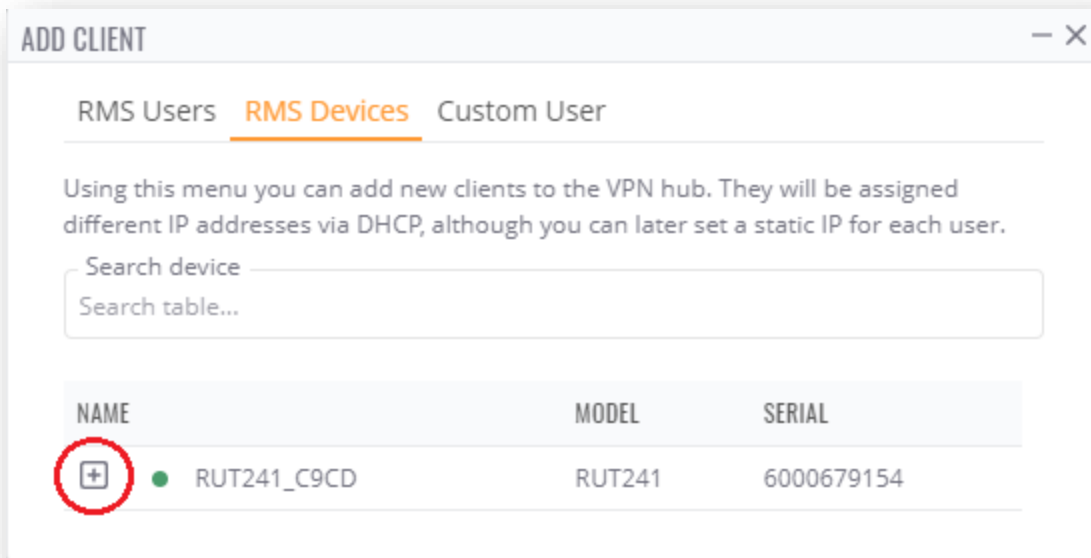 ADD CLIENT
RMS Users RMS Devices Custom User
Using this menu you can add new clients to the VPN hub. They will be assigned
different IP addresses via DHCP, although you can later set a static IP for each user.
Search device
Search table...
NAME MODEL SERIAL
RUT241_C9CD RUT241 6000679154